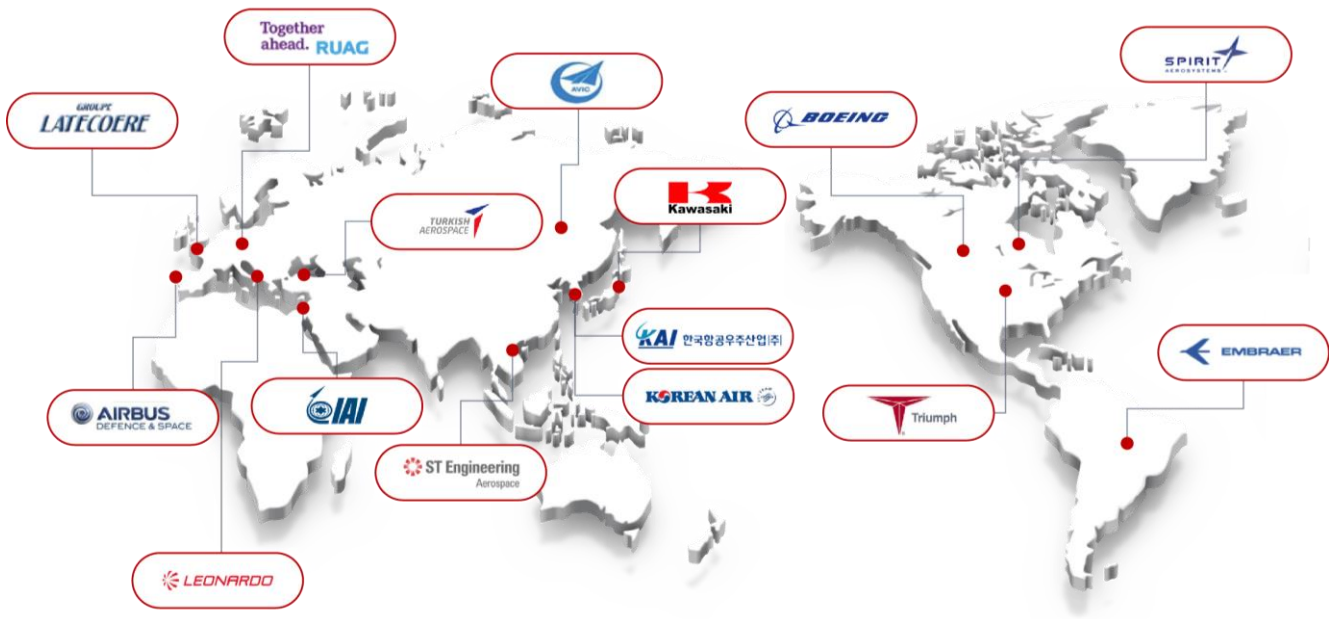 Together
ahead. RUAG
SPIRIT
AEROSYSTEMS
AVIC
GROUPE
LATECOERE
BOEING
Kawasaki
TURKISH
AEROSPACE
KAI 한국항공우주산업(주)
EMBRAER
KOREAN AIR
AIRBUS
DEFENCE & SPACE
IAI
Triumph
ST Engineering
Aerospace
LEONARDO